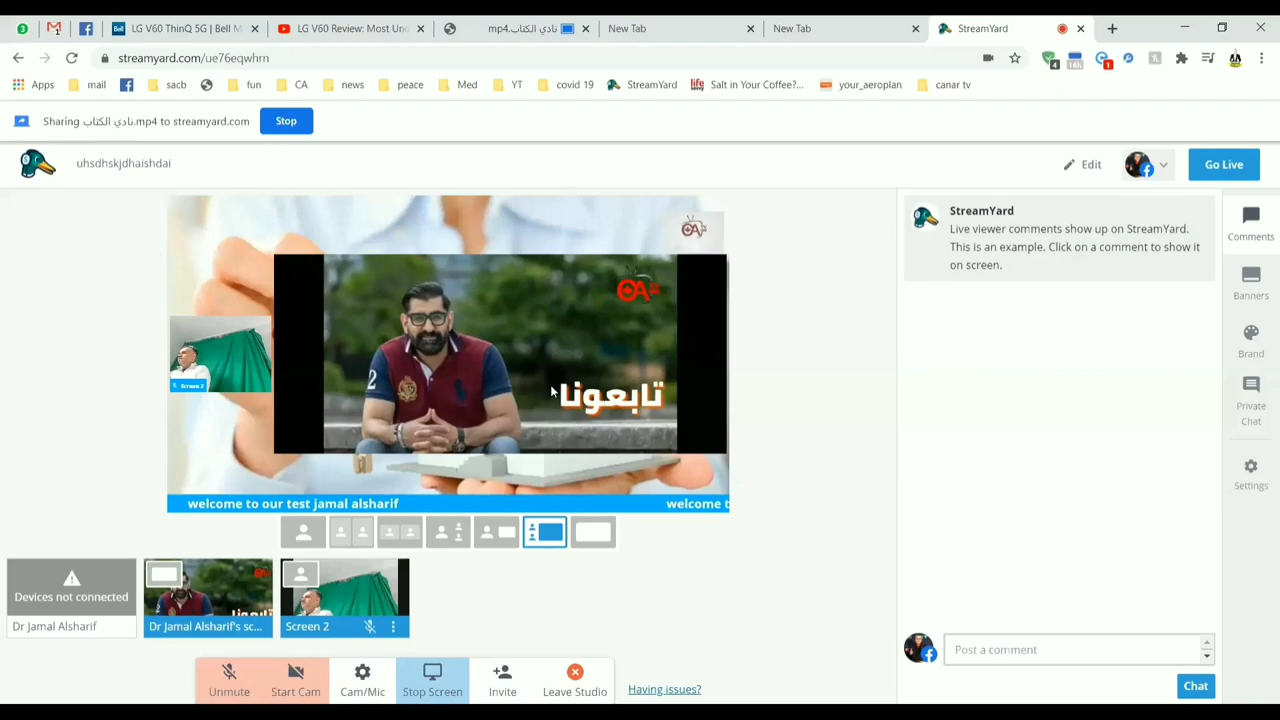 LG V60 ThinQ 5G | Bell M
LG V60 Review: Most Un
نادي الكتاب.mp4
New Tab
New Tab
StreamYard
streamyard.com/ue76eqwhrn
Apps
mail
sacb
fun
CA
news
peace
Med
YT
covid 19
StreamYard
Salt in Your Coffee?...
your_aeroplan
canar tv
Sharing نادي الكتاب.mp4 to streamyard.com
Stop
uhsdhskjdhaishdai
Edit
Go Live
StreamYard
Live viewer comments show up on StreamYard.
This is an example. Click on a comment to show it
on screen.
Comments
Banners
Brand
Private
Chat
Settings
OA
تابعونا
2
Screen 2
welcome to our test jamal alsharif
welcome t
Devices not connected
Dr Jamal Alsharif
Dr Jamal Alsharif's sc...
Screen 2
Unmute
Start Cam
Cam/Mic
Stop Screen
Invite
Leave Studio
Having issues?
Post a comment
Chat